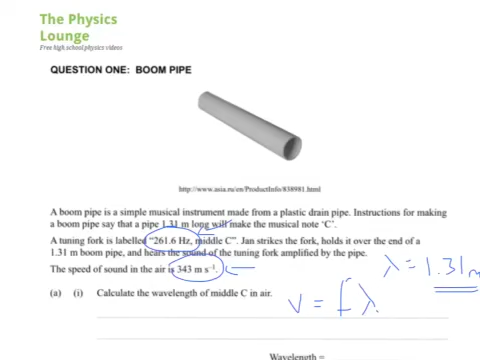 The Physics
Lounge
Free high school physics videos
QUESTION ONE: BOOM PIPE
http://www.asia.ru/en/ProductInfo/838981.html
A boom pipe is a simple musical instrument made from a plastic drain pipe. Instructions for making
a boom pipe say that a pipe 1.31 m long will make the musical note ‘C’.
A tuning fork is labelled “261.6 Hz, middle C”. Jan strikes the fork, holds it over the end of a
1.31 m boom pipe, and hears the sound of the tuning fork amplified by the pipe.
The speed of sound in the air is 343 m s⁻¹.
λ = 1.31 m
(a) (i) Calculate the wavelength of middle C in air.
v = fλ
Wavelength =